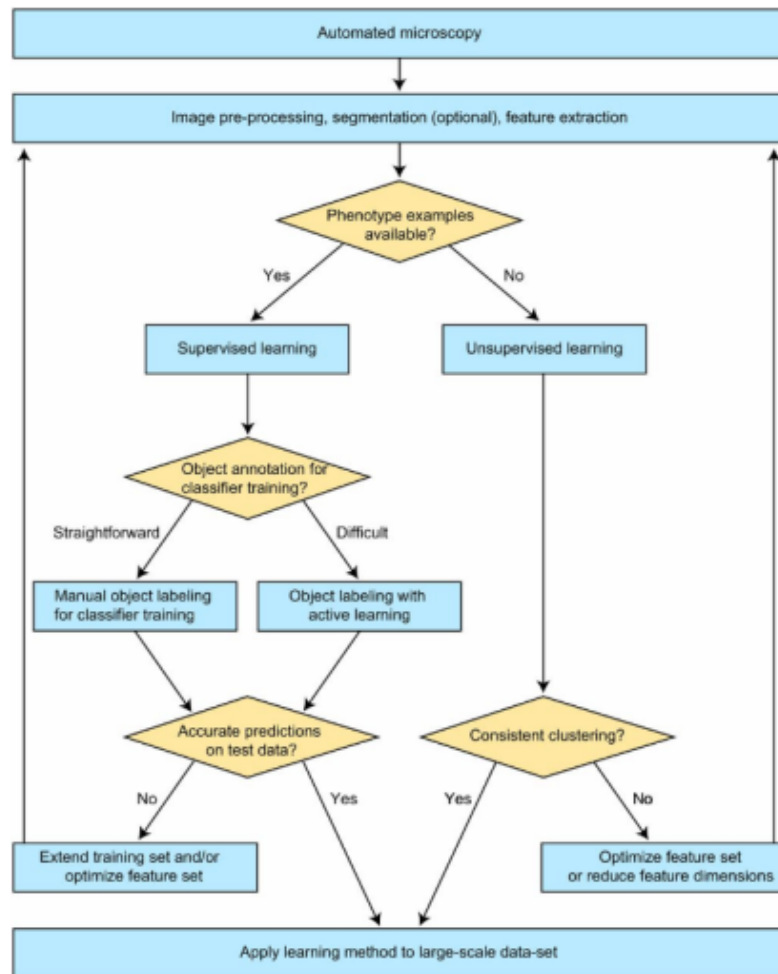 Automated microscopy
Image pre-processing, segmentation (optional), feature extraction
Phenotype examples
available?
Yes
No
Supervised learning
Unsupervised learning
Object annotation for
classifier training?
Straightforward
Difficult
Manual object labeling
for classifier training
Object labeling with
active learning
Accurate predictions
on test data?
Consistent clustering?
No
Yes
Yes
No
Extend training set and/or
optimize feature set
Optimize feature set
or reduce feature dimensions
Apply learning method to large-scale data-set